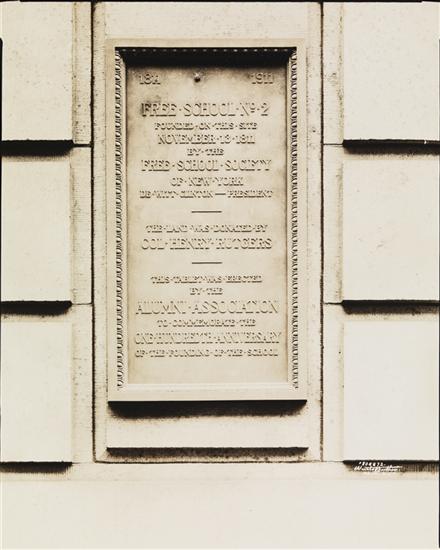 1811 1911
FREE · SCHOOL · No · 2
FOUNDED · ON · THIS · SITE
NOVEMBER · 13 · 1811
BY · THE
FREE · SCHOOL · SOCIETY
OF · NEW · YORK
DE · WITT · CLINTON — PRESIDENT
THE · LAND · WAS · DONATED · BY
COL · HENRY · RUTGERS
THIS · TABLET · WAS · ERECTED
BY · THE
ALUMNI · ASSOCIATION
TO · COMMEMORATE · THE
ONE · HUNDREDTH · ANNIVERSARY
OF · THE · FOUNDING · OF · THE · SCHOOL